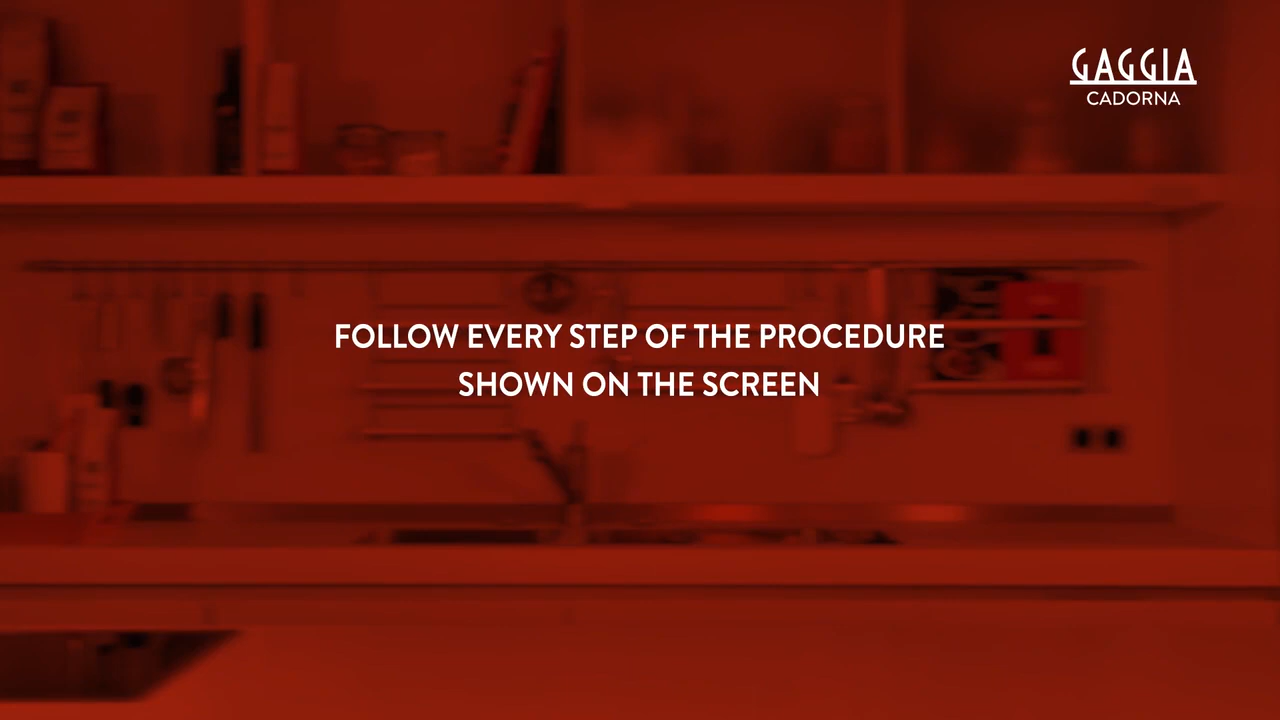 GAGGIA
CADORNA
FOLLOW EVERY STEP OF THE PROCEDURE
SHOWN ON THE SCREEN